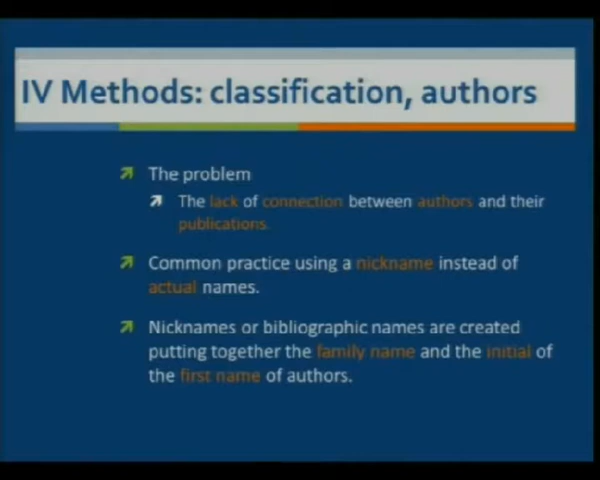 IV Methods: classification, authors
The problem
The lack of connection between authors and their
publications.
Common practice using a nickname instead of
actual names.
Nicknames or bibliographic names are created
putting together the family name and the initial of
the first name of authors.